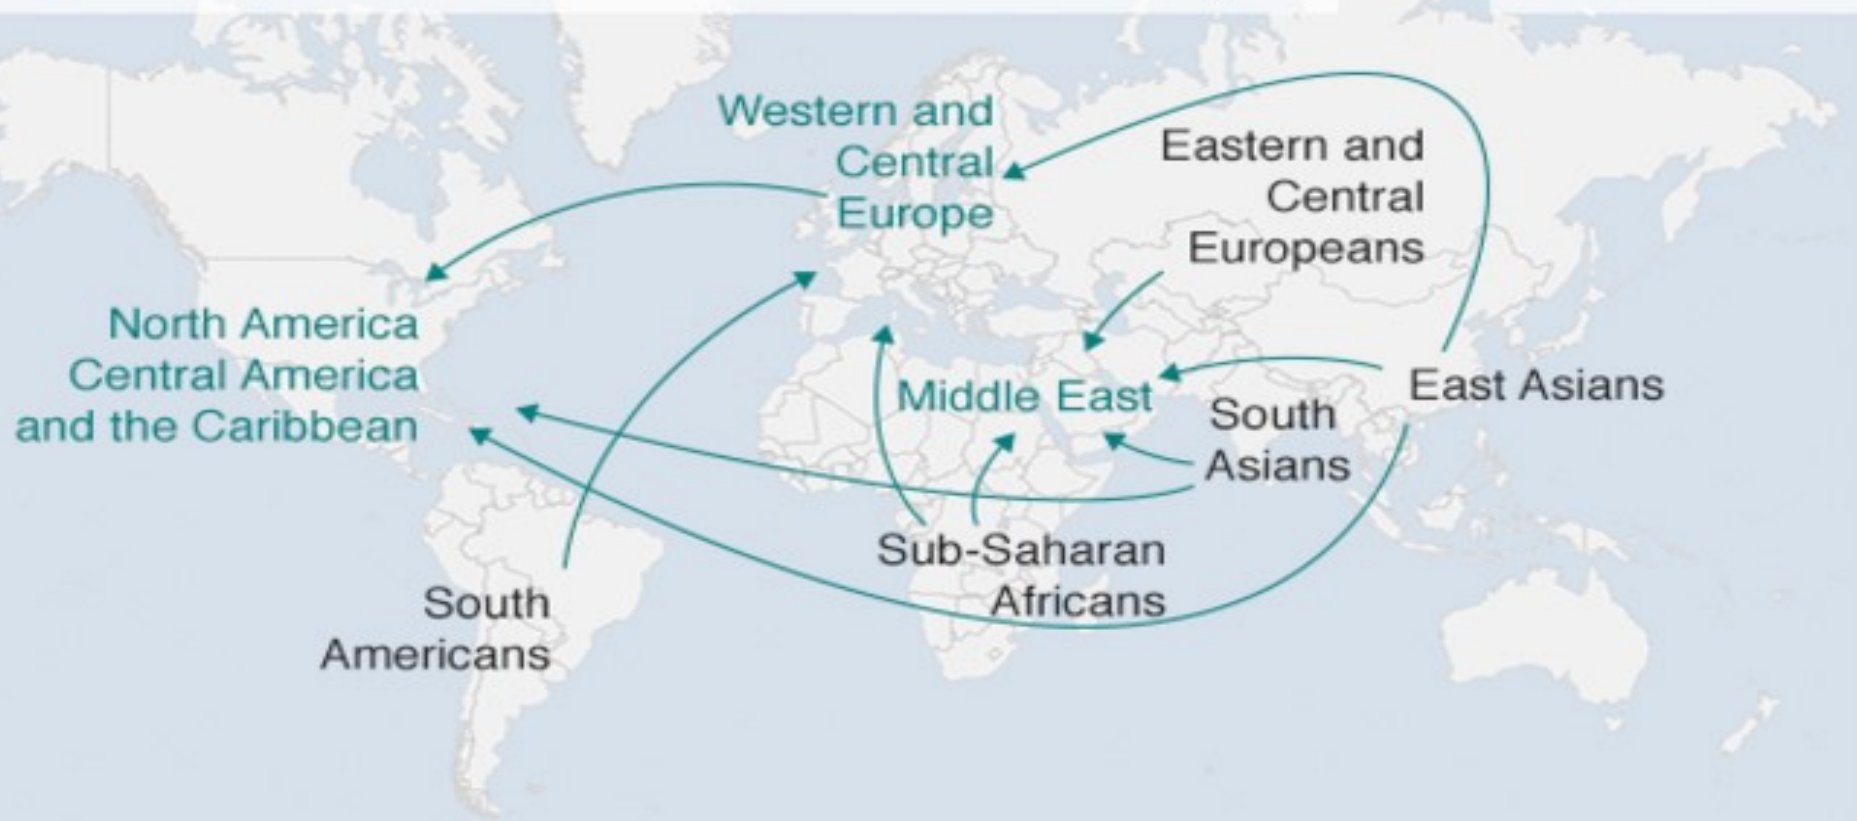 Western and
Central
Europe
Eastern and
Central
Europeans
North America
Central America
and the Caribbean
Middle East
East Asians
South
Asians
Sub-Saharan
Africans
South
Americans